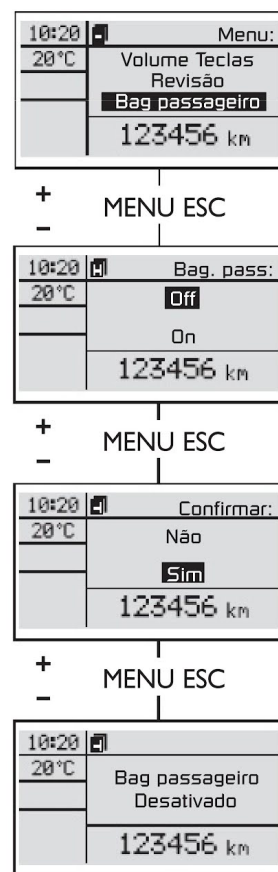 10:20 Menu:
20°C Volume Teclas
Revisão
Bag passageiro
123456 km
+
MENU ESC
–
10:20 Bag. pass:
20°C Off
On
123456 km
+
MENU ESC
–
10:20 Confirmar:
20°C Não
Sim
123456 km
+
MENU ESC
–
10:20
20°C Bag passageiro
Desativado
123456 km